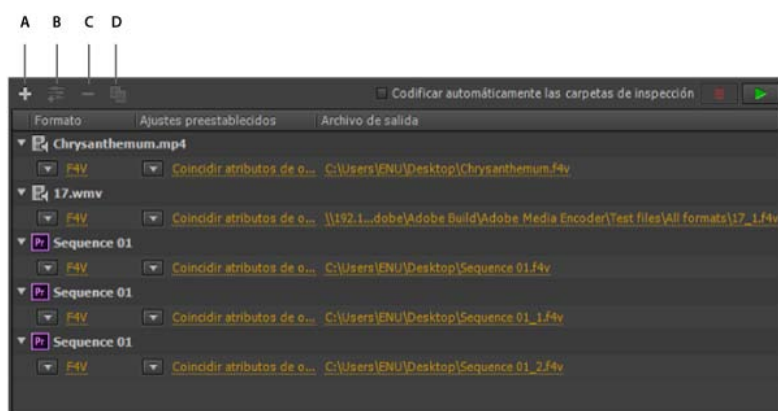 A B C D
Codificar automáticamente las carpetas de inspección
Formato Ajustes preestablecidos Archivo de salida
Chrysanthemum.mp4
F4V Coincidir atributos de o... C:\Users\ENU\Desktop\Chrysanthemum.f4v
17.wmv
F4V Coincidir atributos de o... \\192.1...dobe\Adobe Build\Adobe Media Encoder\Test files\All formats\17_1.f4v
Pr Sequence 01
F4V Coincidir atributos de o... C:\Users\ENU\Desktop\Sequence 01.f4v
Pr Sequence 01
F4V Coincidir atributos de o... C:\Users\ENU\Desktop\Sequence 01_1.f4v
Pr Sequence 01
F4V Coincidir atributos de o... C:\Users\ENU\Desktop\Sequence 01_2.f4v